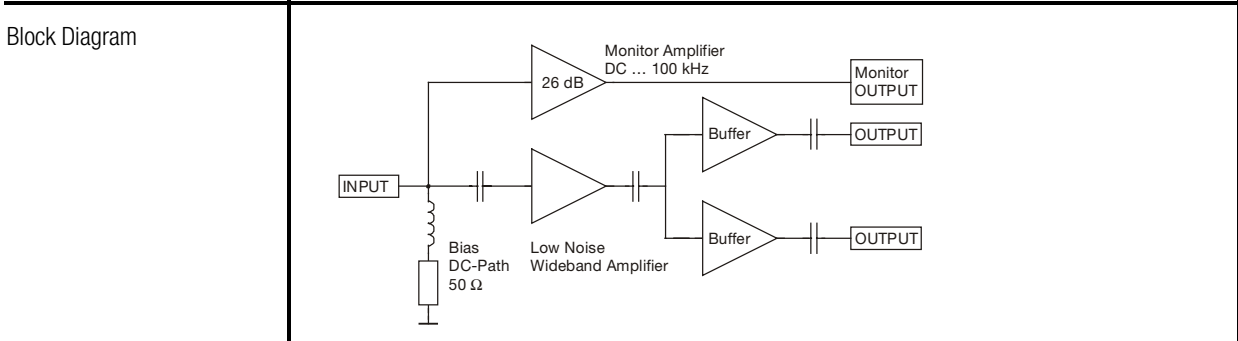 Block Diagram
Monitor Amplifier
DC ... 100 kHz
26 dB
Monitor
OUTPUT
Buffer
OUTPUT
INPUT
Buffer
OUTPUT
Bias
DC-Path
50 Ω
Low Noise
Wideband Amplifier